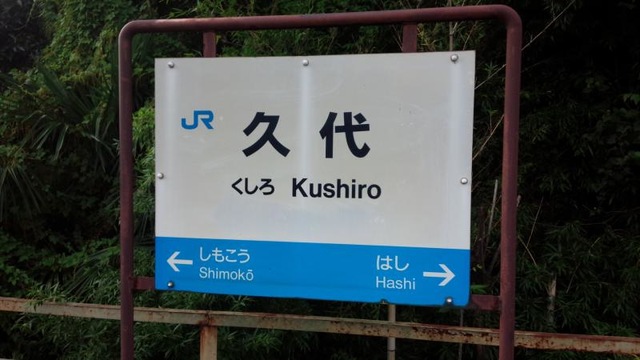 JR
久代
くしろ Kushiro
←しもこう
Shimokō
はし→
Hashi